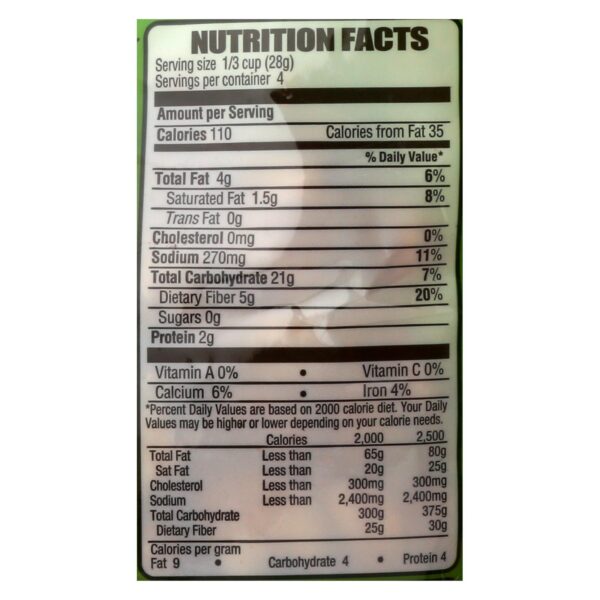 NUTRITION FACTS
Serving size 1/3 cup (28g)
Servings per container 4
Amount per Serving
Calories 110 Calories from Fat 35
% Daily Value*
Total Fat 4g 6%
Saturated Fat 1.5g 8%
Trans Fat 0g
Cholesterol 0mg 0%
Sodium 270mg 11%
Total Carbohydrate 21g 7%
Dietary Fiber 5g 20%
Sugars 0g
Protein 2g
Vitamin A 0% • Vitamin C 0%
Calcium 6% • Iron 4%
*Percent Daily Values are based on 2000 calorie diet. Your Daily
Values may be higher or lower depending on your calorie needs.
Calories 2,000 2,500
Total Fat Less than 65g 80g
Sat Fat Less than 20g 25g
Cholesterol Less than 300mg 300mg
Sodium Less than 2,400mg 2,400mg
Total Carbohydrate 300g 375g
Dietary Fiber 25g 30g
Calories per gram
Fat 9 • Carbohydrate 4 • Protein 4